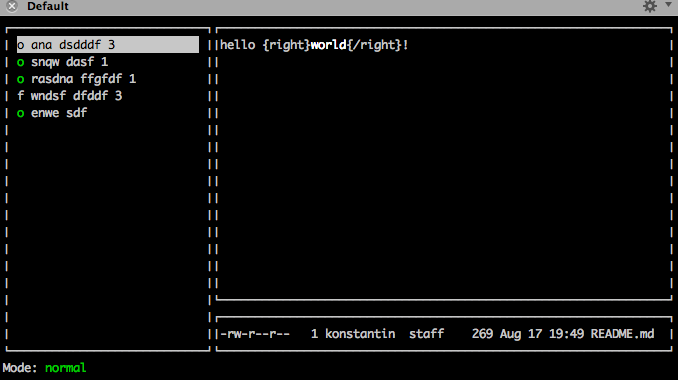 Default
o ana dsdddf 3
o snqw dasf 1
o rasdna ffgfdf 1
f wndsf dfddf 3
o enwe sdf
hello {right}world{/right}!
-rw-r--r-- 1 konstantin staff 269 Aug 17 19:49 README.md
Mode: normal